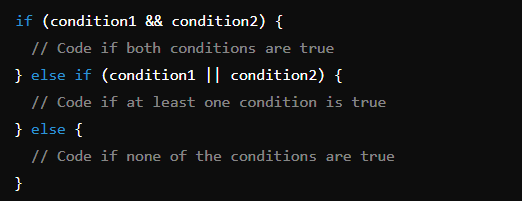 if (condition1 && condition2) {
  // Code if both conditions are true
} else if (condition1 || condition2) {
  // Code if at least one condition is true
} else {
  // Code if none of the conditions are true
}